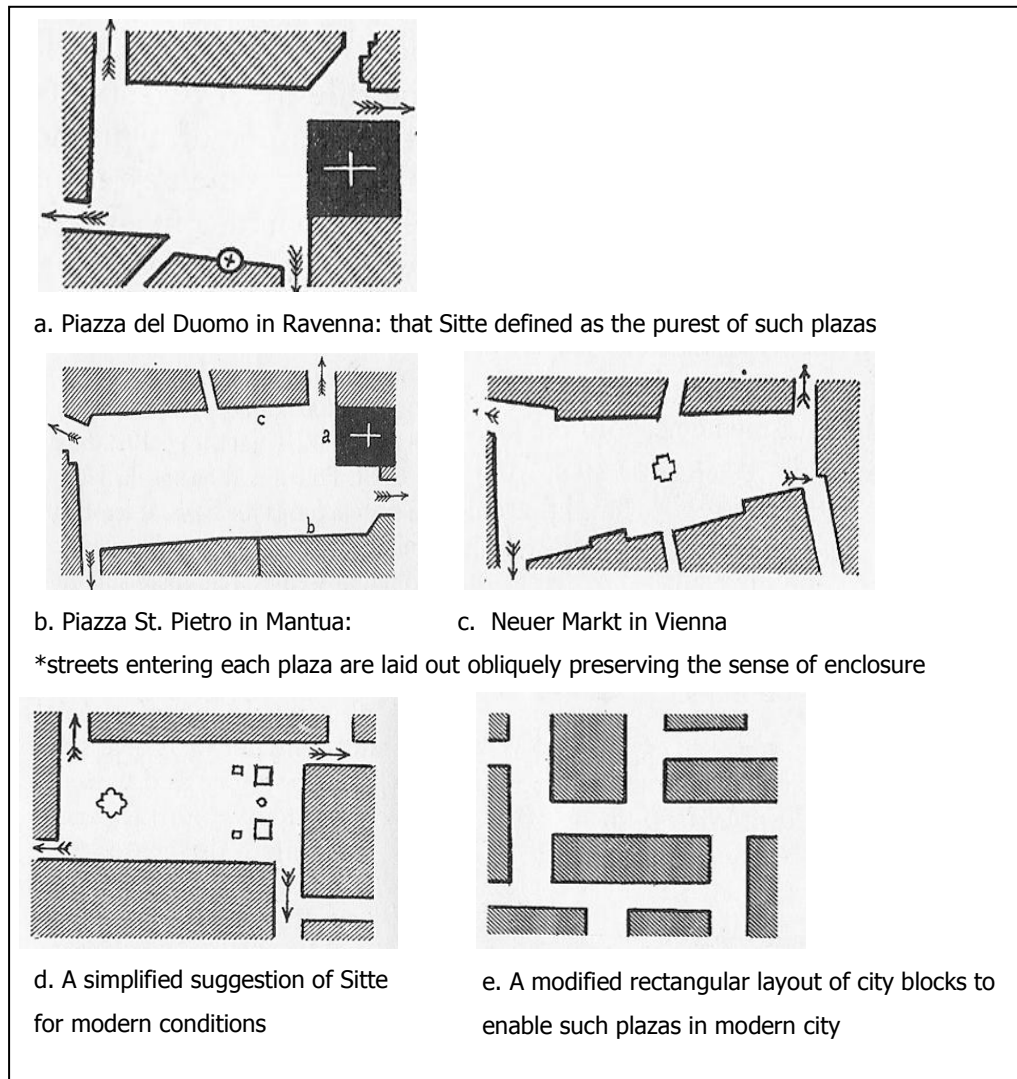 a. Piazza del Duomo in Ravenna: that Sitte defined as the purest of such plazas
c
a
b
b. Piazza St. Pietro in Mantua:
c. Neuer Markt in Vienna
*streets entering each plaza are laid out obliquely preserving the sense of enclosure
d. A simplified suggestion of Sitte
for modern conditions
e. A modified rectangular layout of city blocks to
enable such plazas in modern city